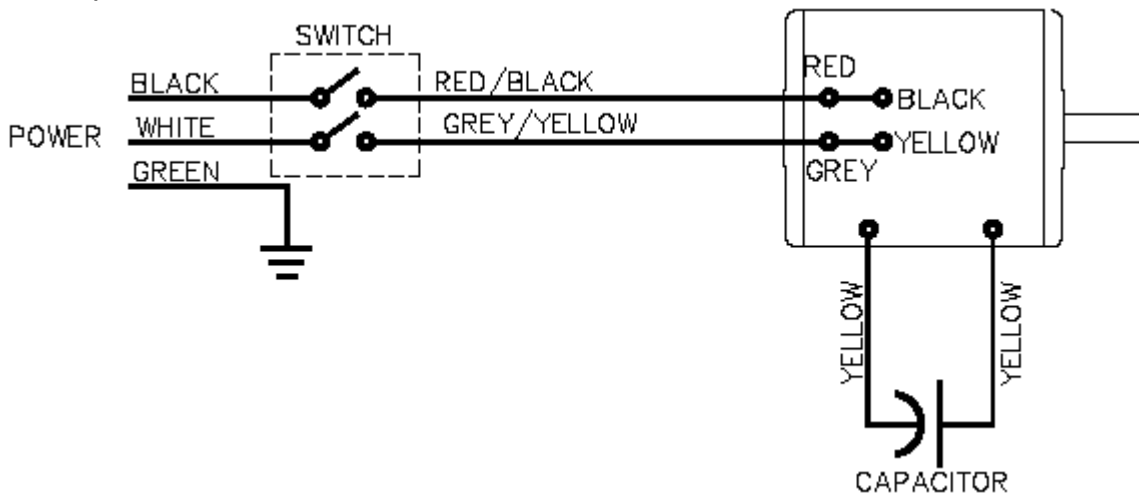 SWITCH
BLACK
RED/BLACK
RED
BLACK
POWER
WHITE
GREY/YELLOW
YELLOW
GREEN
GREY
YELLOW
YELLOW
CAPACITOR